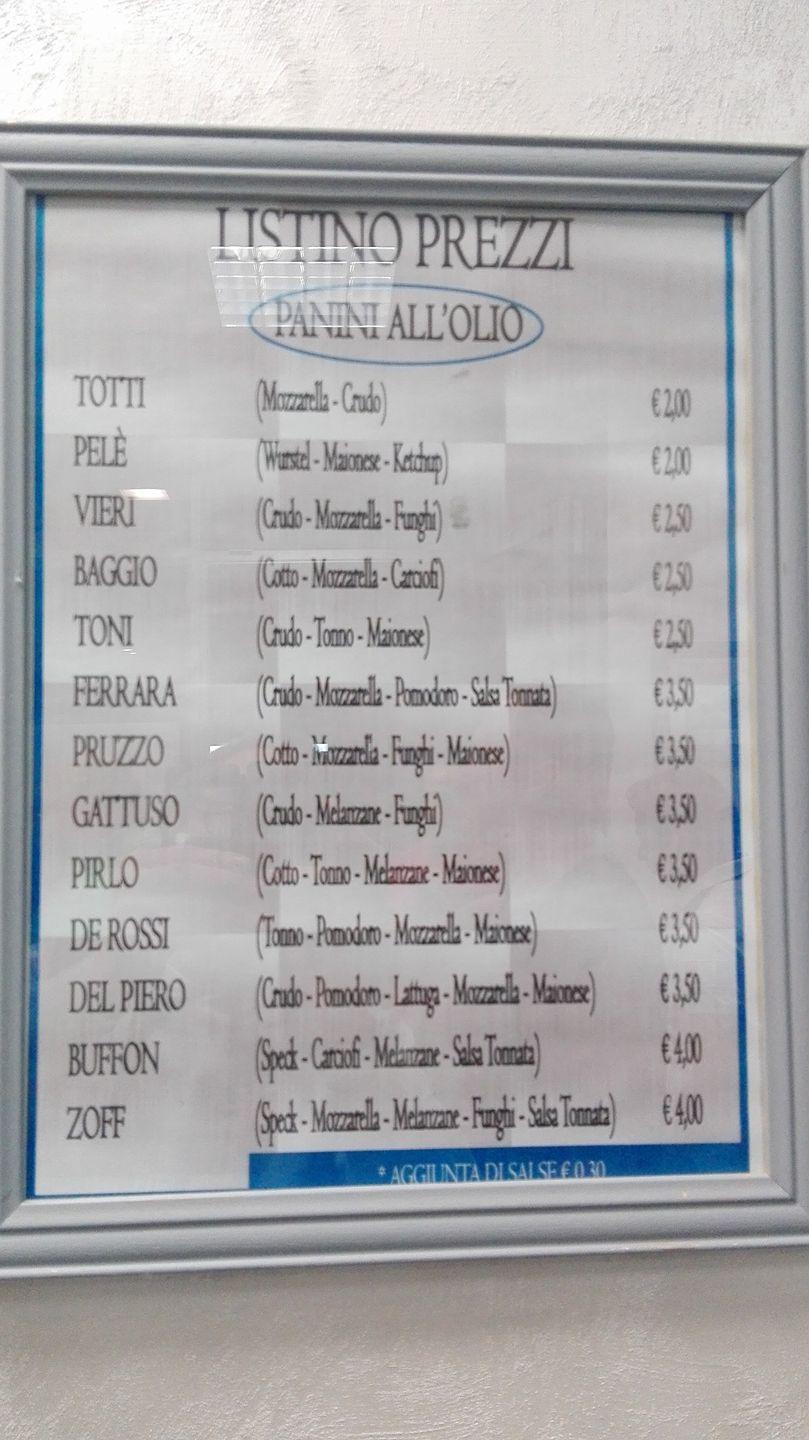 LISTINO PREZZI
PANINI ALL'OLIO
TOTTI (Mozzarella - Crudo) € 2,00
PELÈ (Wurstel - Maionese - Ketchup) € 2,00
VIERI (Crudo - Mozzarella - Funghi) € 2,50
BAGGIO (Cotto - Mozzarella - Carciofi) € 2,50
TONI (Crudo - Tonno - Maionese) € 2,50
FERRARA (Crudo - Mozzarella - Pomodoro - Salsa Tonnata) € 3,50
PRUZZO (Cotto - Mozzarella - Funghi - Maionese) € 3,50
GATTUSO (Crudo - Melanzane - Funghi) € 3,50
PIRLO (Cotto - Tonno - Melanzane - Maionese) € 3,50
DE ROSSI (Tonno - Pomodoro - Mozzarella - Maionese) € 3,50
DEL PIERO (Crudo - Pomodoro - Lattuga - Mozzarella - Maionese) € 3,50
BUFFON (Speck - Carciofi - Melanzane - Salsa Tonnata) € 4,00
ZOFF (Speck - Mozzarella - Melanzane - Funghi - Salsa Tonnata) € 4,00
* AGGIUNTA DI SALSE € 0,30